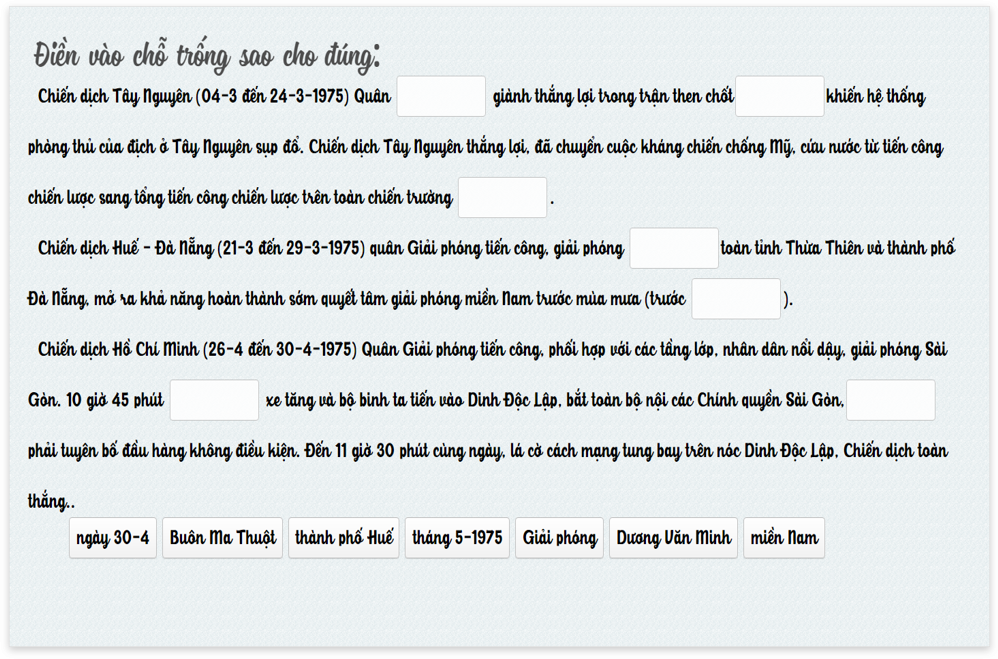 Điền vào chỗ trống sao cho đúng:
Chiến dịch Tây Nguyên (04-3 đến 24-3-1975) Quân giành thắng lợi trong trận then chốt khiến hệ thống
phòng thủ của địch ở Tây Nguyên sụp đổ. Chiến dịch Tây Nguyên thắng lợi, đã chuyển cuộc kháng chiến chống Mỹ, cứu nước từ tiến công
chiến lược sang tổng tiến công chiến lược trên toàn chiến trường .
Chiến dịch Huế - Đà Nẵng (21-3 đến 29-3-1975) quân Giải phóng tiến công, giải phóng toàn tỉnh Thừa Thiên và thành phố
Đà Nẵng, mở ra khả năng hoàn thành sớm quyết tâm giải phóng miền Nam trước mùa mưa (trước ).
Chiến dịch Hồ Chí Minh (26-4 đến 30-4-1975) Quân Giải phóng tiến công, phối hợp với các tầng lớp, nhân dân nổi dậy, giải phóng Sài
Gòn. 10 giờ 45 phút xe tăng và bộ binh ta tiến vào Dinh Độc Lập, bắt toàn bộ nội các Chính quyền Sài Gòn,
phải tuyên bố đầu hàng không điều kiện. Đến 11 giờ 30 phút cùng ngày, lá cờ cách mạng tung bay trên nóc Dinh Độc Lập, Chiến dịch toàn
thắng..
ngày 30-4 Buôn Ma Thuột thành phố Huế tháng 5-1975 Giải phóng Dương Văn Minh miền Nam